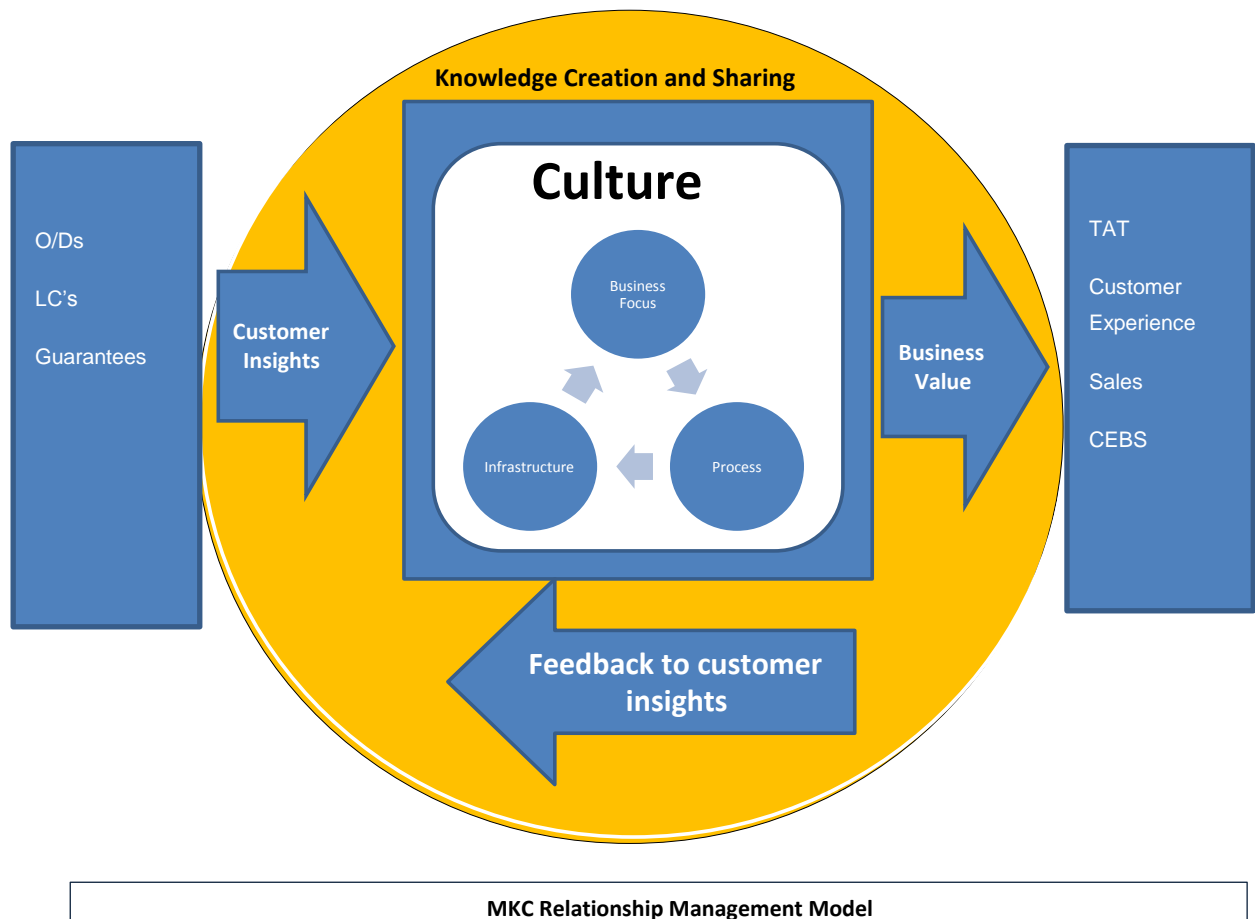 Knowledge Creation and Sharing
O/Ds
LC's
Guarantees
Customer
Insights
Culture
Business
Focus
Infrastructure
Process
Business
Value
TAT
Customer
Experience
Sales
CEBS
Feedback to customer
insights
MKC Relationship Management Model